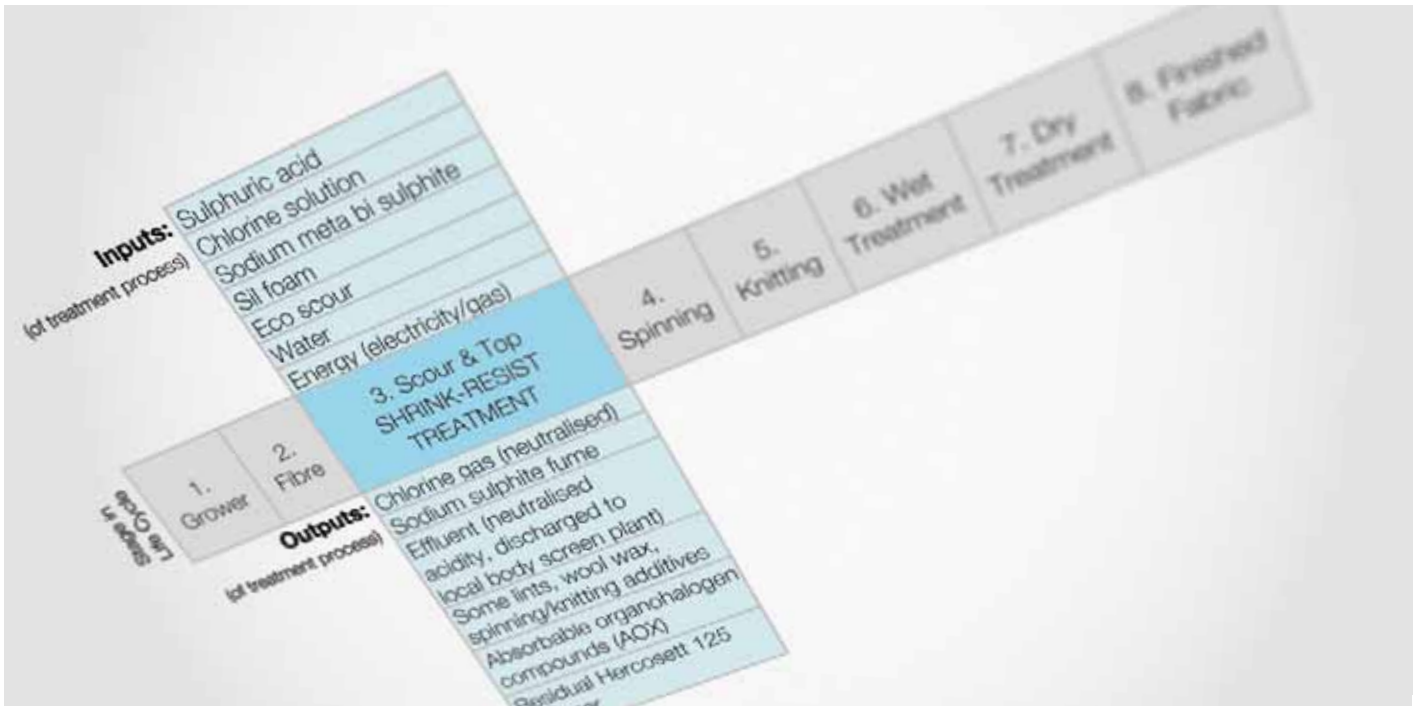 Inputs:
(of treatment process)
Sulphuric acid
Chlorine solution
Sodium meta bi sulphite
Sil foam
Eco scour
Water
Energy (electricity/gas)
Stage in
Life Cycle
1.
Grower
2.
Fibre
3. Scour & Top
SHRINK-RESIST
TREATMENT
4.
Spinning
5.
Knitting
6. Wet
Treatment
7. Dry
Treatment
8. Finished
Fabric
Outputs:
(of treatment process)
Chlorine gas (neutralised)
Sodium sulphite fume
Effluent (neutralised
acidity, discharged to
local body screen plant)
Some lints, wool wax,
spinning/knitting additives
Absorbable organohalogen
compounds (AOX)
Residual Hercosett 125